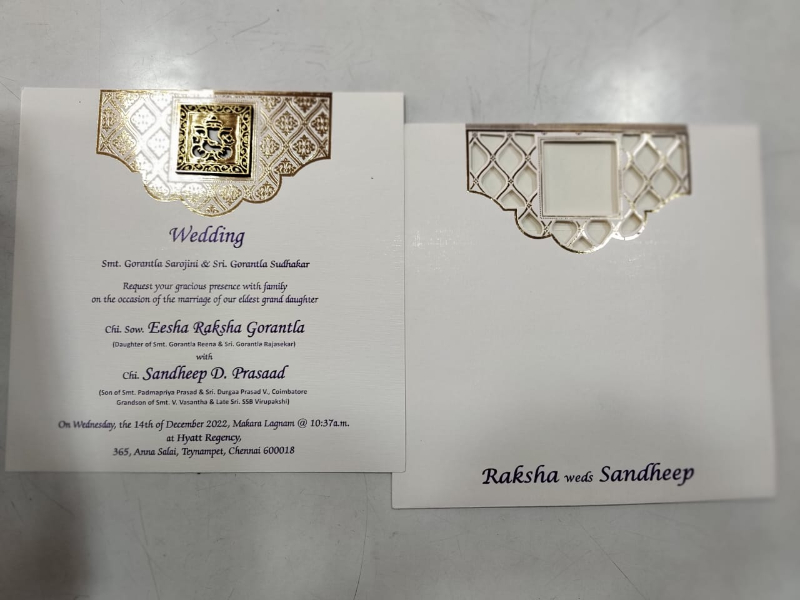 Wedding
Smt. Gorantla Sarojini & Sri. Gorantla Sudhakar
Request your gracious presence with family
on the occasion of the marriage of our eldest grand daughter
Chi. Sow. Eesha Raksha Gorantla
(Daughter of Smt. Gorantla Reena & Sri. Gorantla Rajasekar)
with
Chi. Sandheep D. Prasaad
(Son of Smt. Padmapriya Prasad & Sri. Durgaa Prasad V., Coimbatore
Grandson of Smt. V. Vasantha & Late Sri. SSB Virupakshi)
On Wednesday, the 14th of December 2022, Makara Lagnam @ 10:37a.m.
at Hyatt Regency,
365, Anna Salai, Teynampet, Chennai 600018
Raksha weds Sandheep